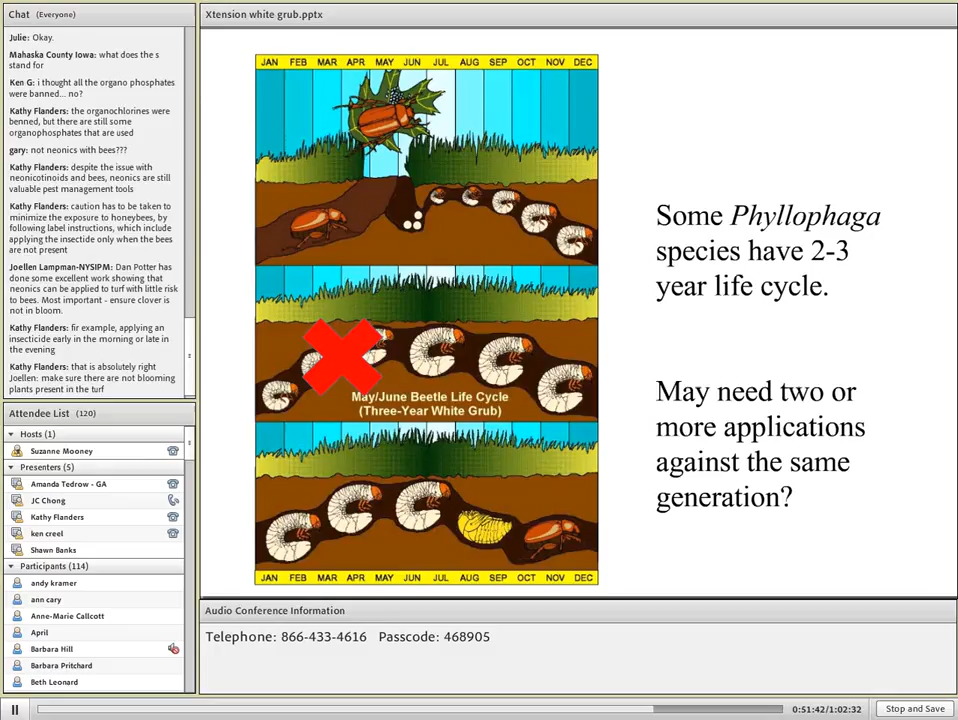 Chat (Everyone)
Julie: Okay.
Mahaska County Iowa: what does the s
stand for
Ken G: i thought all the organo phosphates
were banned... no?
Kathy Flanders: the organochlorines were
benned, but there are still some
organophosphates that are used
gary: not neonics with bees???
Kathy Flanders: despite the issue with
neonicotinoids and bees, neonics are still
valuable pest management tools
Kathy Flanders: caution has to be taken to
minimize the exposure to honeybees, by
following label instructions, which include
applying the insectide only when the bees
are not present
Joellen Lampman-NYSIPM: Dan Potter has
done some excellent work showing that
neonics can be applied to turf with little risk
to bees. Most important - ensure clover is
not in bloom.
Kathy Flanders: fir example, applying an
insecticide early in the morning or late in
the evening
Kathy Flanders: that is absolutely right
Joellen: make sure there are not blooming
plants present in the turf
Attendee List (120)
Hosts (1)
Suzanne Mooney
Presenters (5)
Amanda Tedrow - GA
JC Chong
Kathy Flanders
ken creel
Shawn Banks
Participants (114)
andy kramer
ann cary
Anne-Marie Callcott
April
Barbara Hill
Barbara Pritchard
Beth Leonard
Xtension white grub.pptx
JAN FEB MAR APR MAY JUN JUL AUG SEP OCT NOV DEC
May/June Beetle Life Cycle
(Three-Year White Grub)
JAN FEB MAR APR MAY JUN JUL AUG SEP OCT NOV DEC
Some Phyllophaga
species have 2-3
year life cycle.
May need two or
more applications
against the same
generation?
Audio Conference Information
Telephone: 866-433-4616 Passcode: 468905
0:51:42/1:02:32
Stop and Save